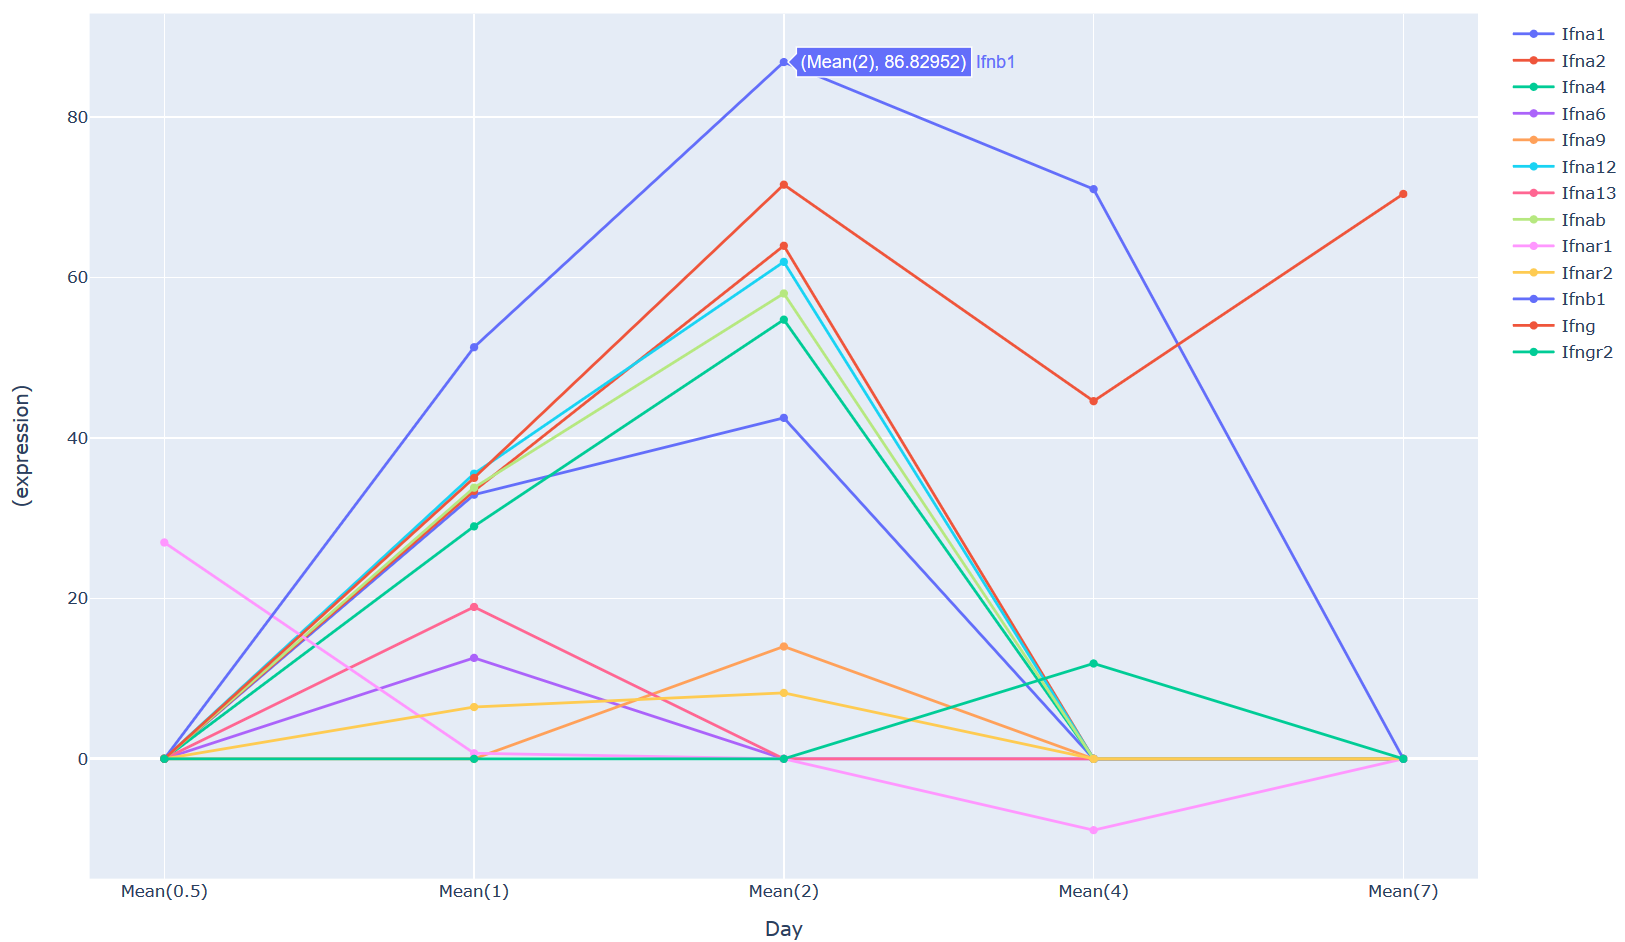 (Mean(2), 86.82952) Ifnb1
80
60
40
20
0
(expression)
Mean(0.5)
Mean(1)
Mean(2)
Mean(4)
Mean(7)
Day
Ifna1
Ifna2
Ifna4
Ifna6
Ifna9
Ifna12
Ifna13
Ifnab
Ifnar1
Ifnar2
Ifnb1
Ifng
Ifngr2